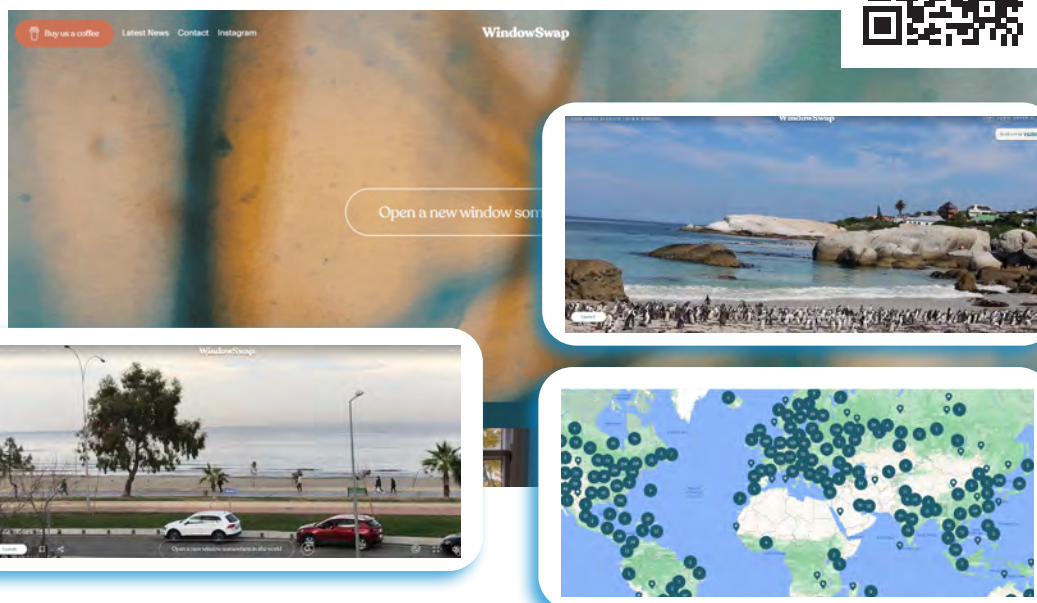 Buy us a coffee
Latest News
Contact
Instagram
WindowSwap
Open a new window som
WindowSwap
WindowSwap
Open a new window somewhere in the world